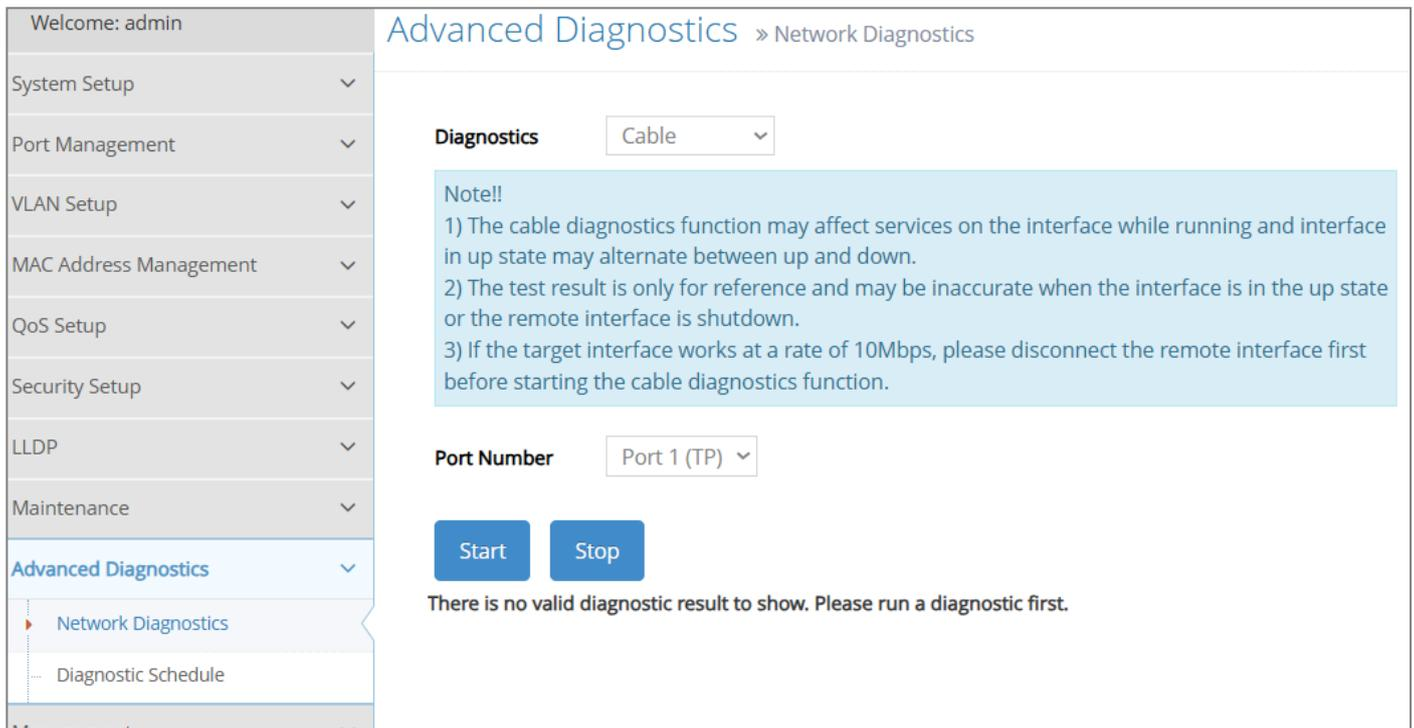 Welcome: admin
Advanced Diagnostics » Network Diagnostics
System Setup
Port Management
VLAN Setup
MAC Address Management
QoS Setup
Security Setup
LLDP
Maintenance
Advanced Diagnostics
Network Diagnostics
Diagnostic Schedule
Diagnostics Cable
Note!!
1) The cable diagnostics function may affect services on the interface while running and interface
in up state may alternate between up and down.
2) The test result is only for reference and may be inaccurate when the interface is in the up state
or the remote interface is shutdown.
3) If the target interface works at a rate of 10Mbps, please disconnect the remote interface first
before starting the cable diagnostics function.
Port Number Port 1 (TP)
Start Stop
There is no valid diagnostic result to show. Please run a diagnostic first.